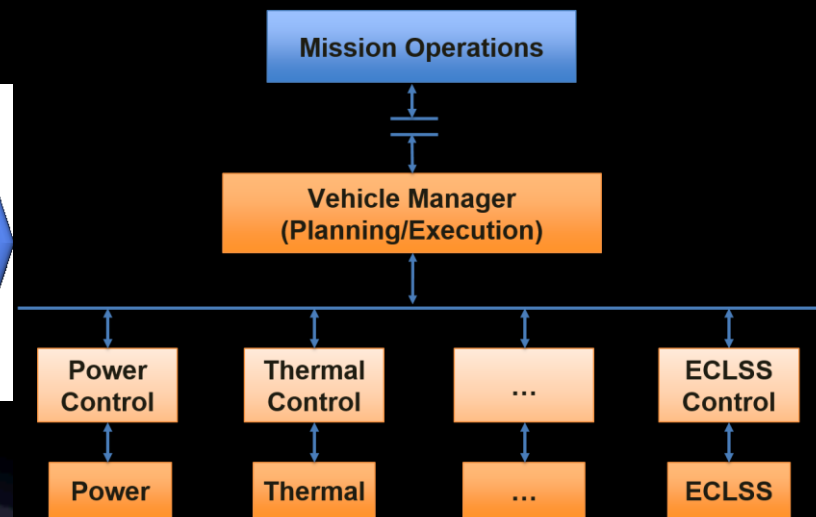 Mission Operations
Vehicle Manager
(Planning/Execution)
Power
Control
Thermal
Control
...
ECLSS
Control
Power
Thermal
...
ECLSS